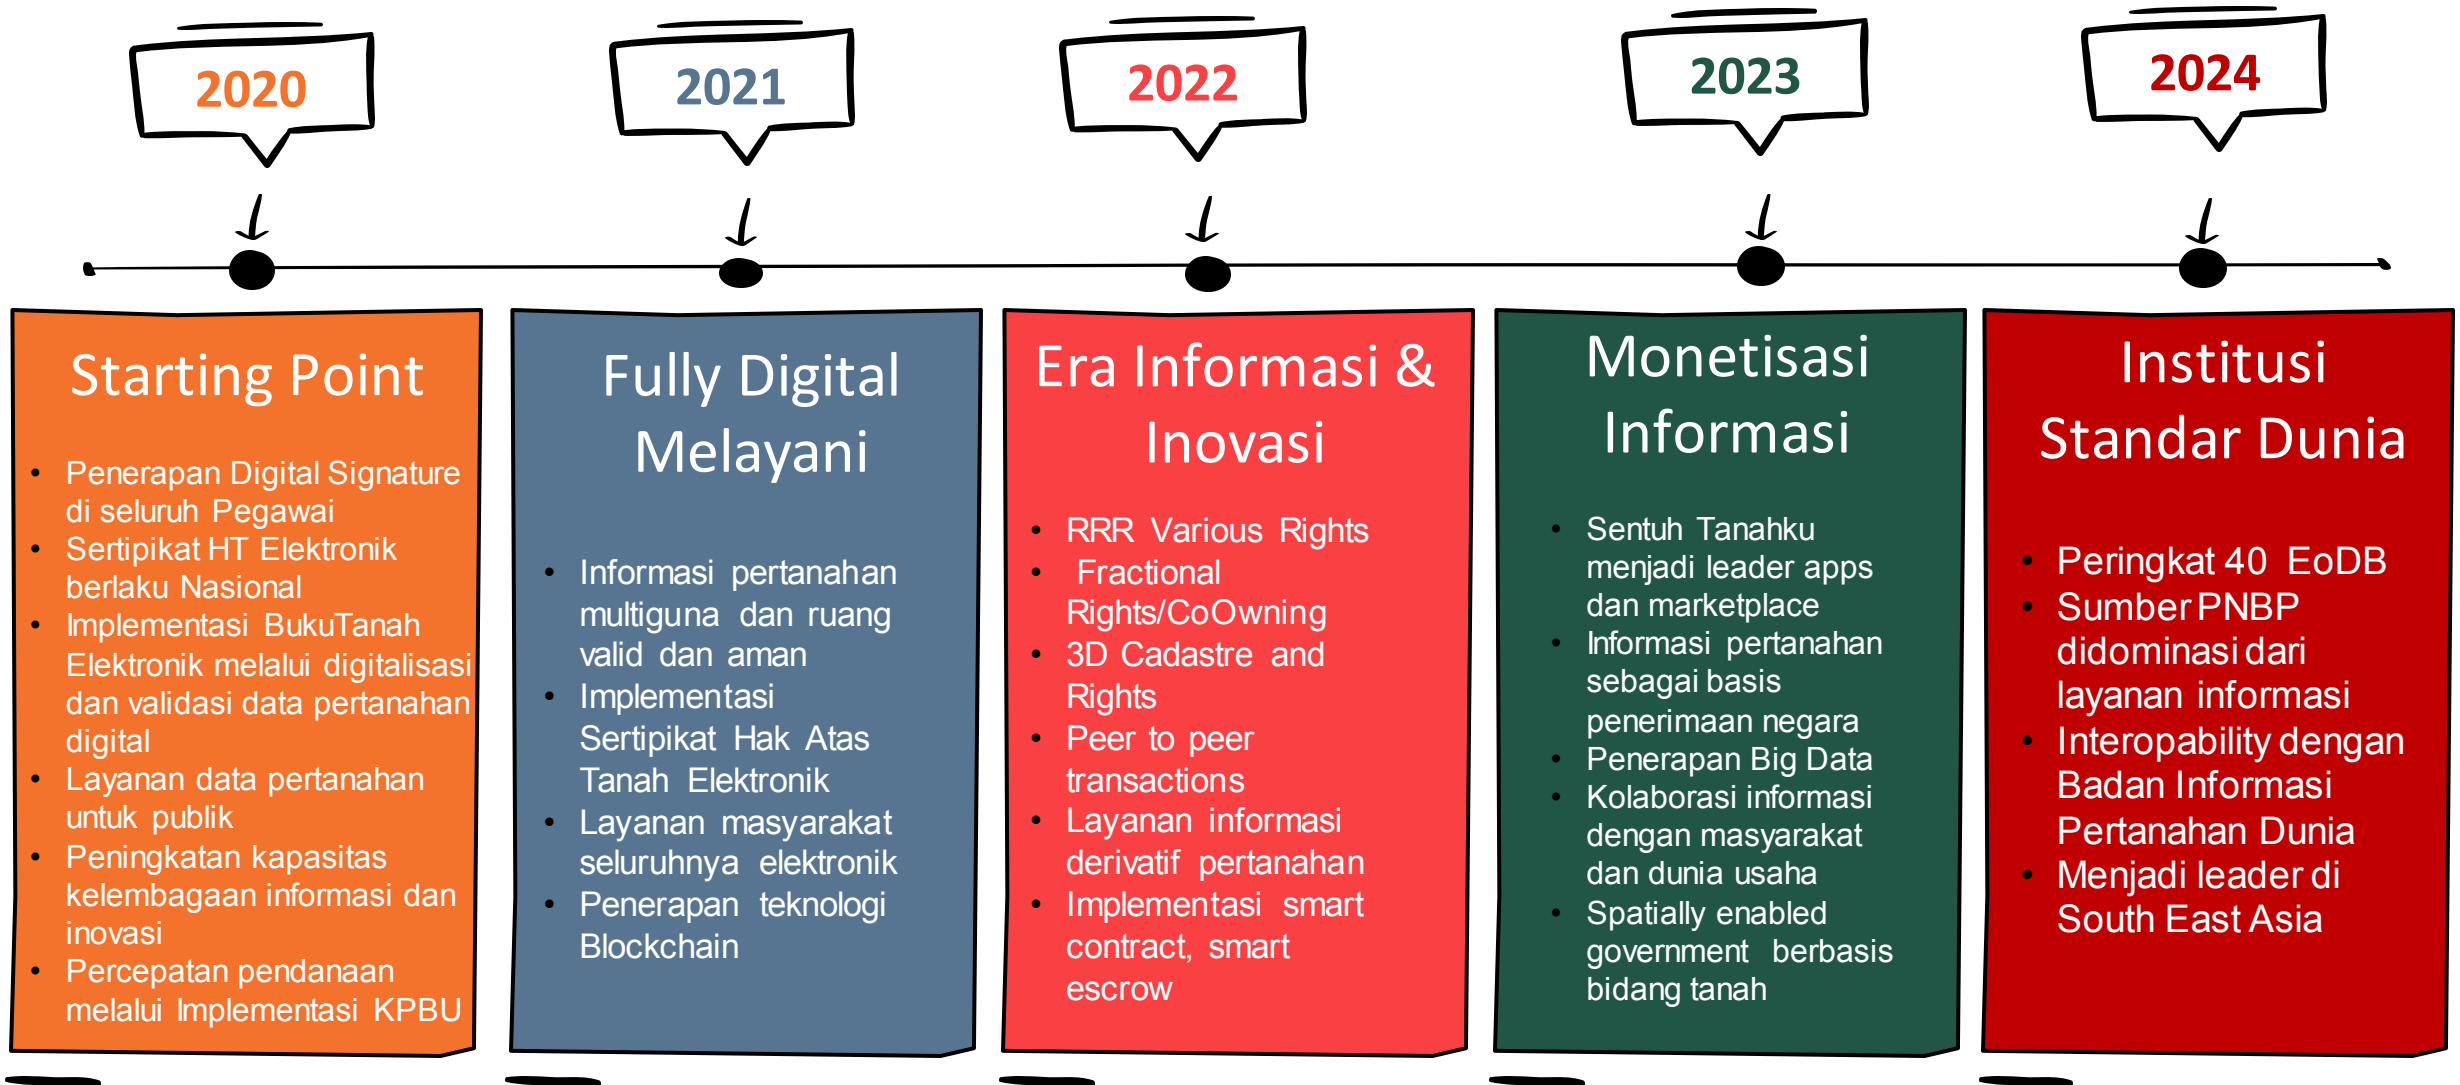 2020
2021
2022
2023
2024
Starting Point
• Penerapan Digital Signature
di seluruh Pegawai
• Sertipikat HT Elektronik
berlaku Nasional
• Implementasi BukuTanah
Elektronik melalui digitalisasi
dan validasi data pertanahan
digital
• Layanan data pertanahan
untuk publik
• Peningkatan kapasitas
kelembagaan informasi dan
inovasi
• Percepatan pendanaan
melalui Implementasi KPBU
Fully Digital
Melayani
• Informasi pertanahan
multiguna dan ruang
valid dan aman
• Implementasi
Sertipikat Hak Atas
Tanah Elektronik
• Layanan masyarakat
seluruhnya elektronik
• Penerapan teknologi
Blockchain
Era Informasi &
Inovasi
• RRR Various Rights
• Fractional
Rights/CoOwning
• 3D Cadastre and
Rights
• Peer to peer
transactions
• Layanan informasi
derivatif pertanahan
• Implementasi smart
contract, smart
escrow
Monetisasi
Informasi
• Sentuh Tanahku
menjadi leader apps
dan marketplace
• Informasi pertanahan
sebagai basis
penerimaan negara
• Penerapan Big Data
• Kolaborasi informasi
dengan masyarakat
dan dunia usaha
• Spatially enabled
government berbasis
bidang tanah
Institusi
Standar Dunia
• Peringkat 40 EoDB
• Sumber PNBP
didominasi dari
layanan informasi
• Interopability dengan
Badan Informasi
Pertanahan Dunia
• Menjadi leader di
South East Asia